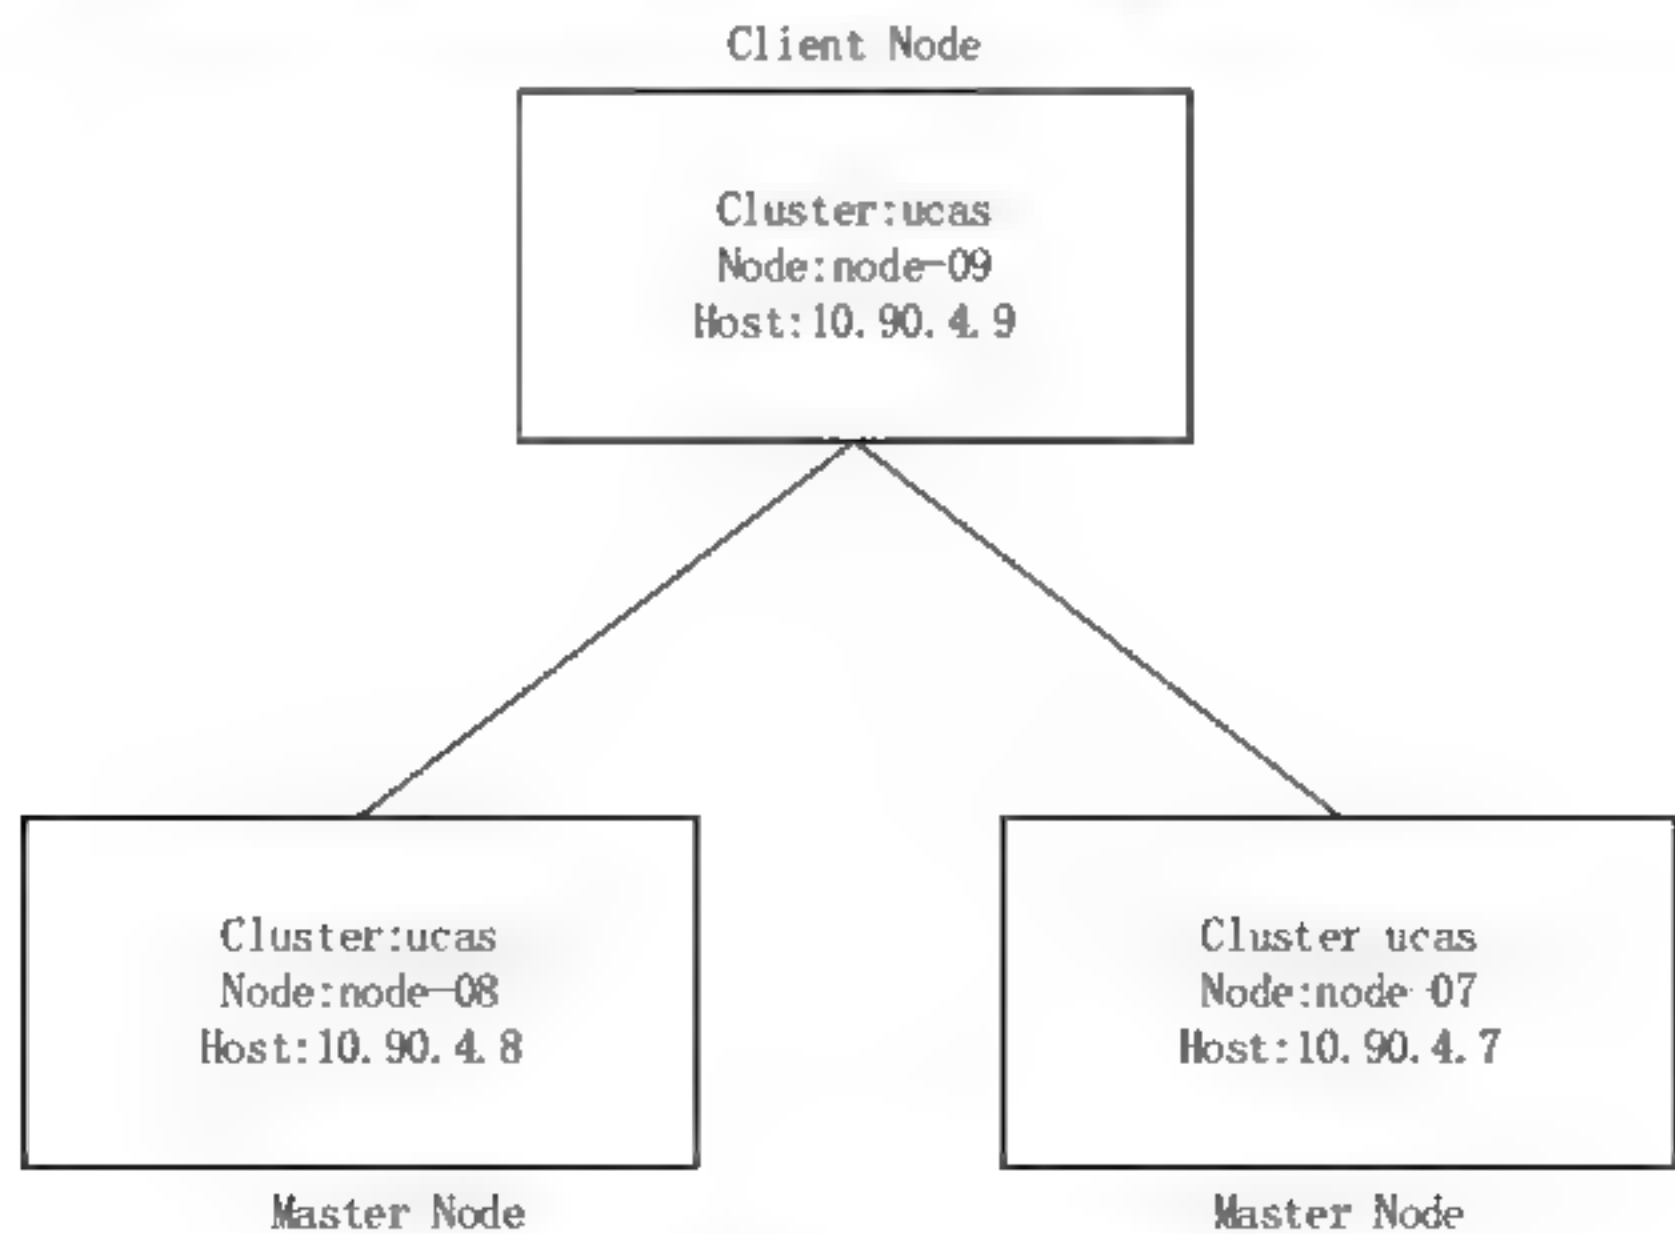 Client Node
Cluster:ucas
Node:node-09
Host:10.90.4.9
Cluster:ucas
Node:node-08
Host:10.90.4.8
Master Node
Cluster ucas
Node:node-07
Host:10.90.4.7
Master Node